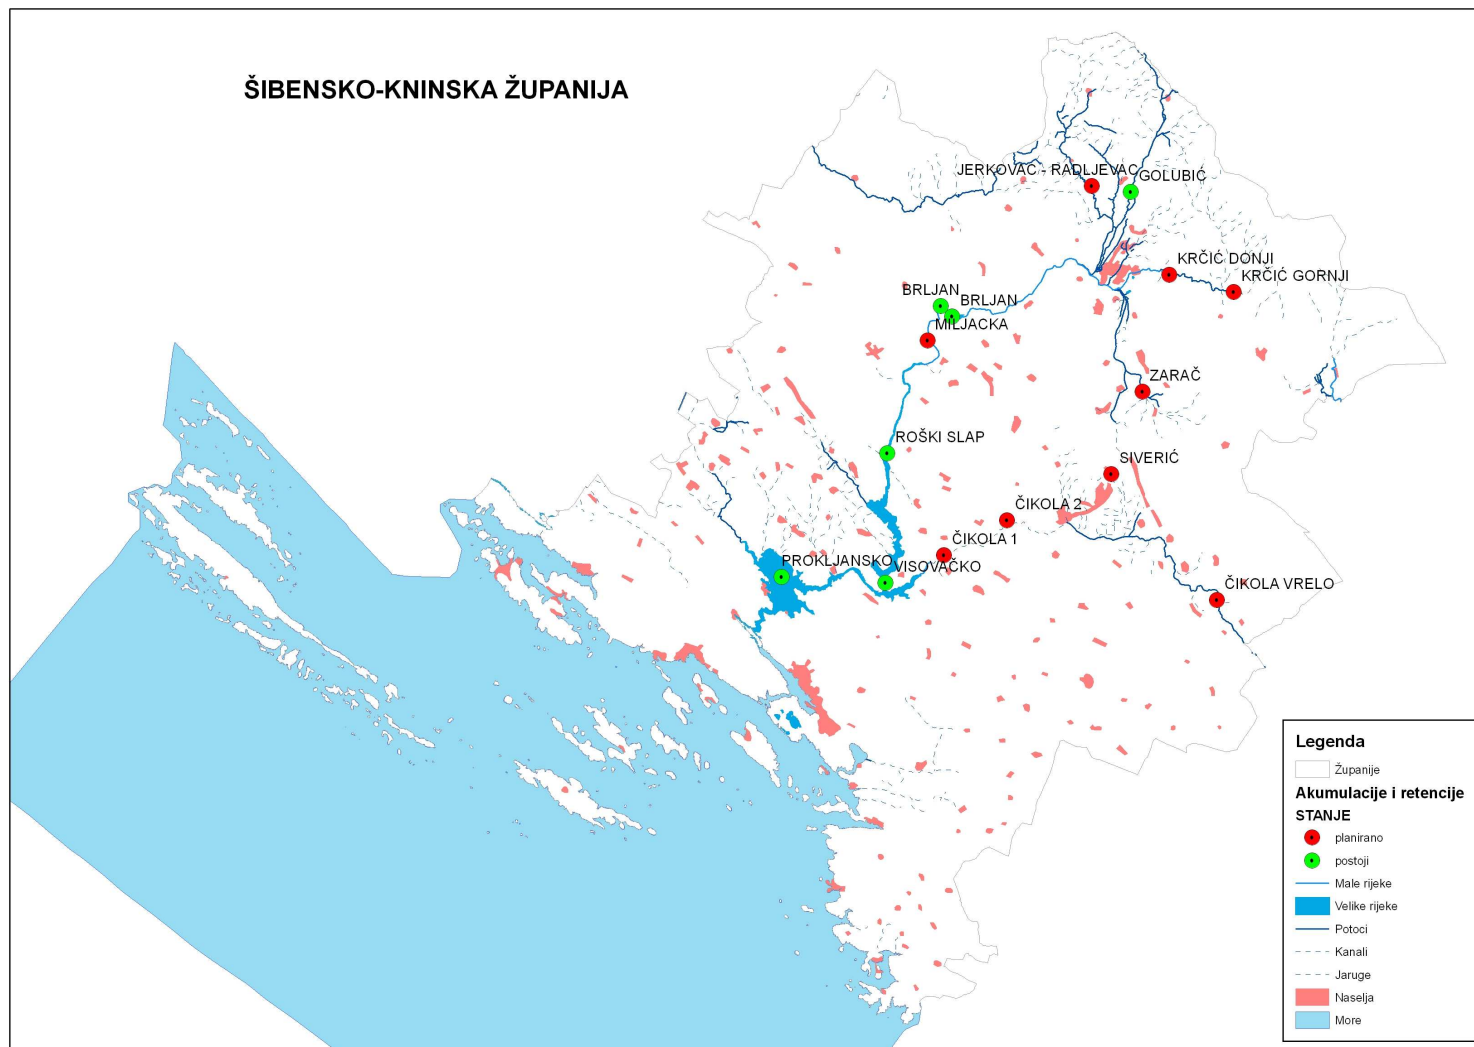 ŠIBENSKO-KNINSKA ŽUPANIJA
JERKOVAC - RADLJEVAC
GOLUBIĆ
KRČIĆ DONJI
KRČIĆ GORNJI
BRLJAN
BRLJAN
MILJACKA
ZARAČ
ROŠKI SLAP
SIVERIĆ
ČIKOLA 2
ČIKOLA 1
PROKLJANSKO
VISOVAČKO
ČIKOLA VRELO
Legenda
Županije
Akumulacije i retencije
STANJE
planirano
postoji
Male rijeke
Velike rijeke
Potoci
Kanali
Jaruge
Naselja
More